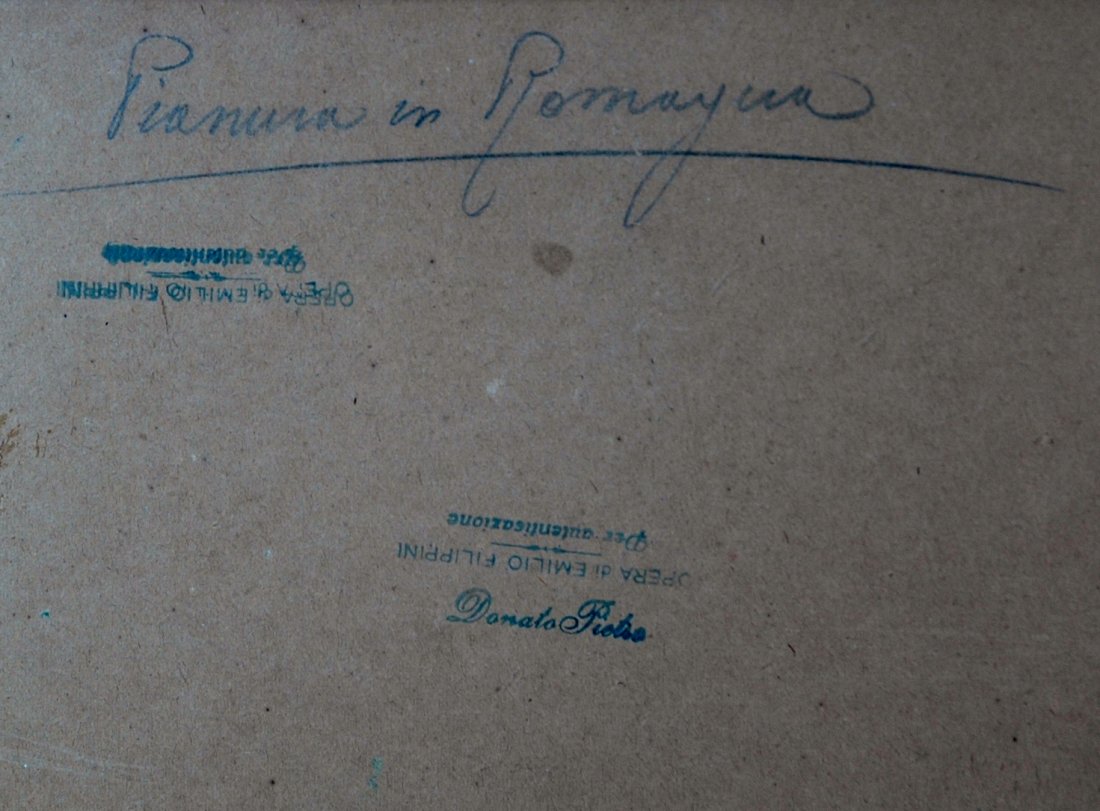 Pianura in Romagna
OPERA di EMILIO FILIPPINI
Per autenticazione
OPERA di EMILIO FILIPPINI
Per autenticazione
Donato Pietro